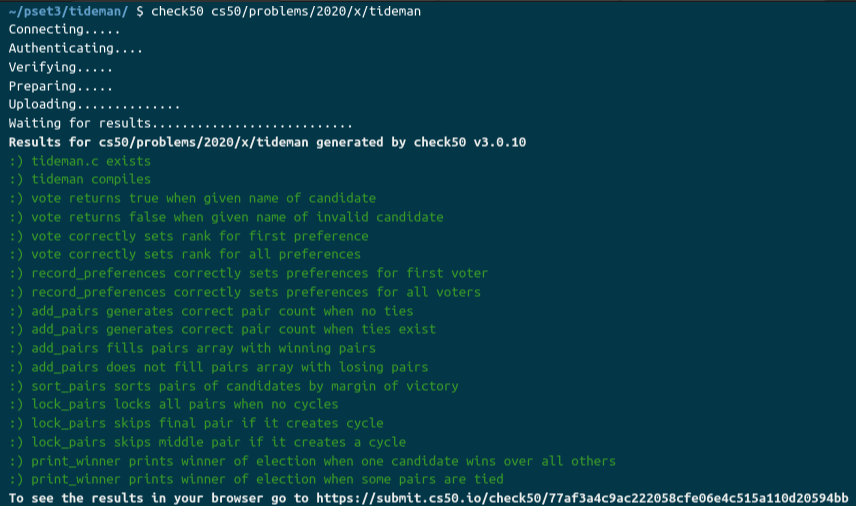 ~/pset3/tideman/ $ check50 cs50/problems/2020/x/tideman
Connecting.....
Authenticating....
Verifying.....
Preparing.....
Uploading..............
Waiting for results...........................
Results for cs50/problems/2020/x/tideman generated by check50 v3.0.10
:) tideman.c exists
:) tideman compiles
:) vote returns true when given name of candidate
:) vote returns false when given name of invalid candidate
:) vote correctly sets rank for first preference
:) vote correctly sets rank for all preferences
:) record_preferences correctly sets preferences for first voter
:) record_preferences correctly sets preferences for all voters
:) add_pairs generates correct pair count when no ties
:) add_pairs generates correct pair count when ties exist
:) add_pairs fills pairs array with winning pairs
:) add_pairs does not fill pairs array with losing pairs
:) sort_pairs sorts pairs of candidates by margin of victory
:) lock_pairs locks all pairs when no cycles
:) lock_pairs skips final pair if it creates cycle
:) lock_pairs skips middle pair if it creates a cycle
:) print_winner prints winner of election when one candidate wins over all others
:) print_winner prints winner of election when some pairs are tied
To see the results in your browser go to https://submit.cs50.io/check50/77af3a4c9ac222058cfe06e4c515a110d20594bb